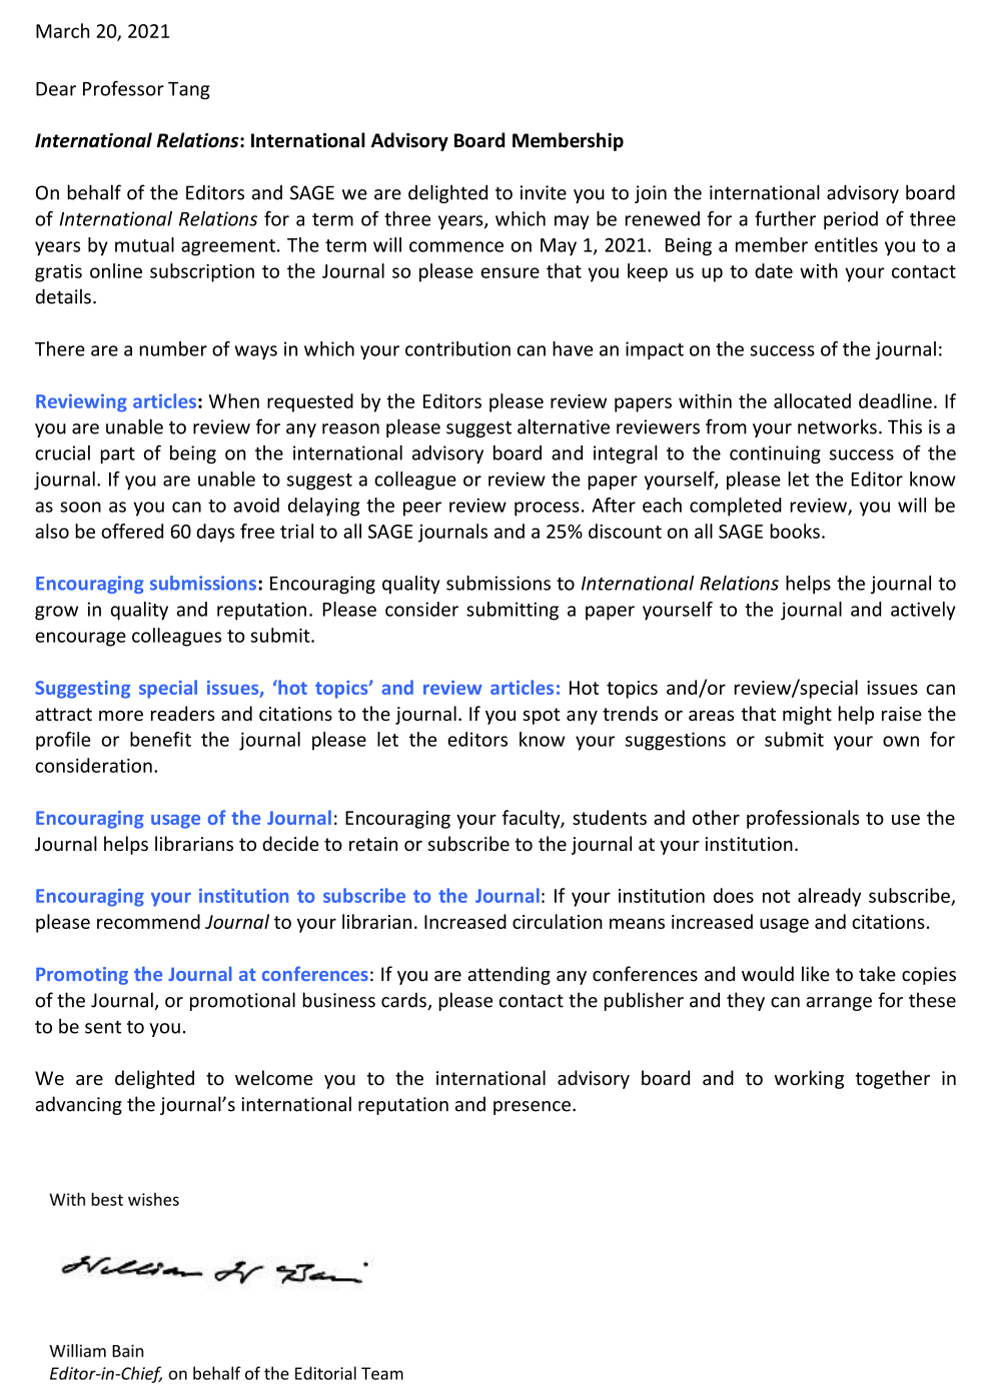 March 20, 2021
Dear Professor Tang
International Relations: International Advisory Board Membership
On behalf of the Editors and SAGE we are delighted to invite you to join the international advisory board
of International Relations for a term of three years, which may be renewed for a further period of three
years by mutual agreement. The term will commence on May 1, 2021.  Being a member entitles you to a
gratis online subscription to the Journal so please ensure that you keep us up to date with your contact
details.
There are a number of ways in which your contribution can have an impact on the success of the journal:
Reviewing articles: When requested by the Editors please review papers within the allocated deadline. If
you are unable to review for any reason please suggest alternative reviewers from your networks. This is a
crucial part of being on the international advisory board and integral to the continuing success of the
journal. If you are unable to suggest a colleague or review the paper yourself, please let the Editor know
as soon as you can to avoid delaying the peer review process. After each completed review, you will be
also be offered 60 days free trial to all SAGE journals and a 25% discount on all SAGE books.
Encouraging submissions: Encouraging quality submissions to International Relations helps the journal to
grow in quality and reputation. Please consider submitting a paper yourself to the journal and actively
encourage colleagues to submit.
Suggesting special issues, ‘hot topics’ and review articles: Hot topics and/or review/special issues can
attract more readers and citations to the journal. If you spot any trends or areas that might help raise the
profile or benefit the journal please let the editors know your suggestions or submit your own for
consideration.
Encouraging usage of the Journal: Encouraging your faculty, students and other professionals to use the
Journal helps librarians to decide to retain or subscribe to the journal at your institution.
Encouraging your institution to subscribe to the Journal: If your institution does not already subscribe,
please recommend Journal to your librarian. Increased circulation means increased usage and citations.
Promoting the Journal at conferences: If you are attending any conferences and would like to take copies
of the Journal, or promotional business cards, please contact the publisher and they can arrange for these
to be sent to you.
We are delighted to welcome you to the international advisory board and to working together in
advancing the journal’s international reputation and presence.
With best wishes
William W Bain
William Bain
Editor-in-Chief, on behalf of the Editorial Team